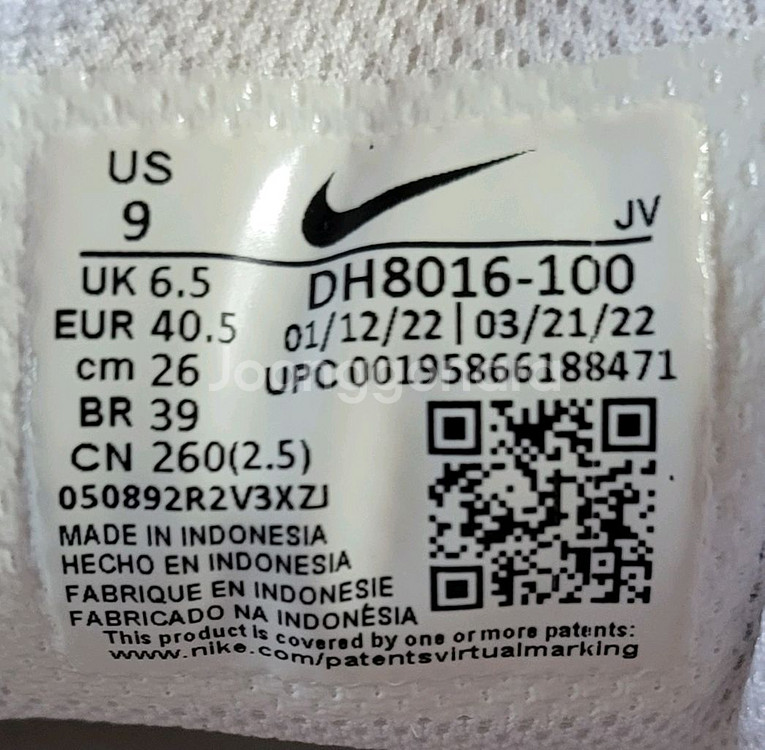 US
9
JV
UK 6.5
DH8016-100
EUR 40.5
01/12/22 | 03/21/22
cm 26
UPC 00195866188471
BR 39
CN 260(2.5)
050892R2V3XZJ
MADE IN INDONESIA
HECHO EN INDONESIA
FABRIQUE EN INDONESIE
FABRICADO NA INDONÉSIA
This product is covered by one or more patents:
www.nike.com/patentsvirtualmarking